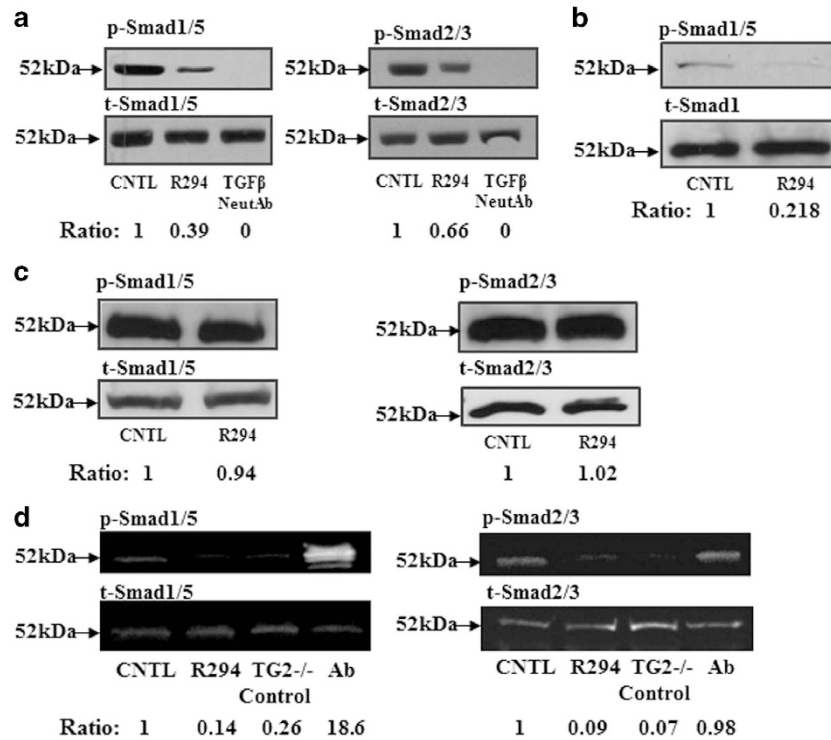 a
p-Smad1/5
52kDa
t-Smad1/5
52kDa
CNTL R294 TGFβ NeutAb
Ratio: 1 0.39 0
p-Smad2/3
52kDa
t-Smad2/3
52kDa
CNTL R294 TGFβ NeutAb
1 0.66 0
b
p-Smad1/5
52kDa
t-Smad1
52kDa
CNTL R294
1 0.218
c
p-Smad1/5
52kDa
t-Smad1/5
52kDa
CNTL R294
Ratio: 1 0.94
p-Smad2/3
52kDa
t-Smad2/3
52kDa
CNTL R294
1 1.02
d
p-Smad1/5
52kDa
t-Smad1/5
52kDa
CNTL R294 TG2-/- Ab
Control
Ratio: 1 0.14 0.26 18.6
p-Smad2/3
52kDa
t-Smad2/3
52kDa
CNTL R294 TG2-/- Ab
Control
1 0.09 0.07 0.98